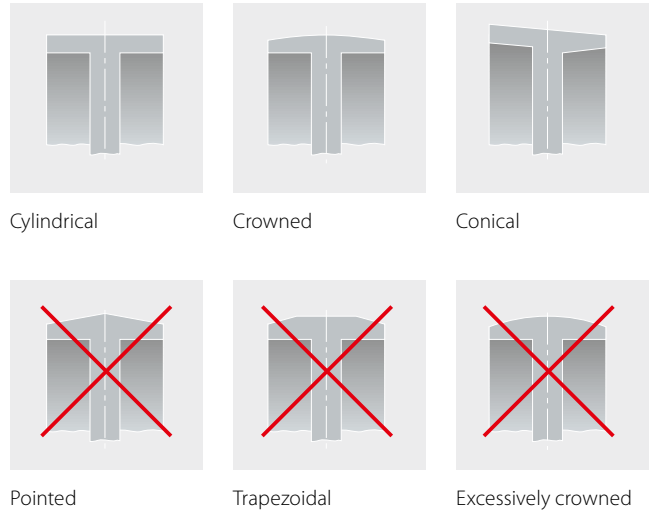 Cylindrical
Crowned
Conical
Pointed
Trapezoidal
Excessively crowned